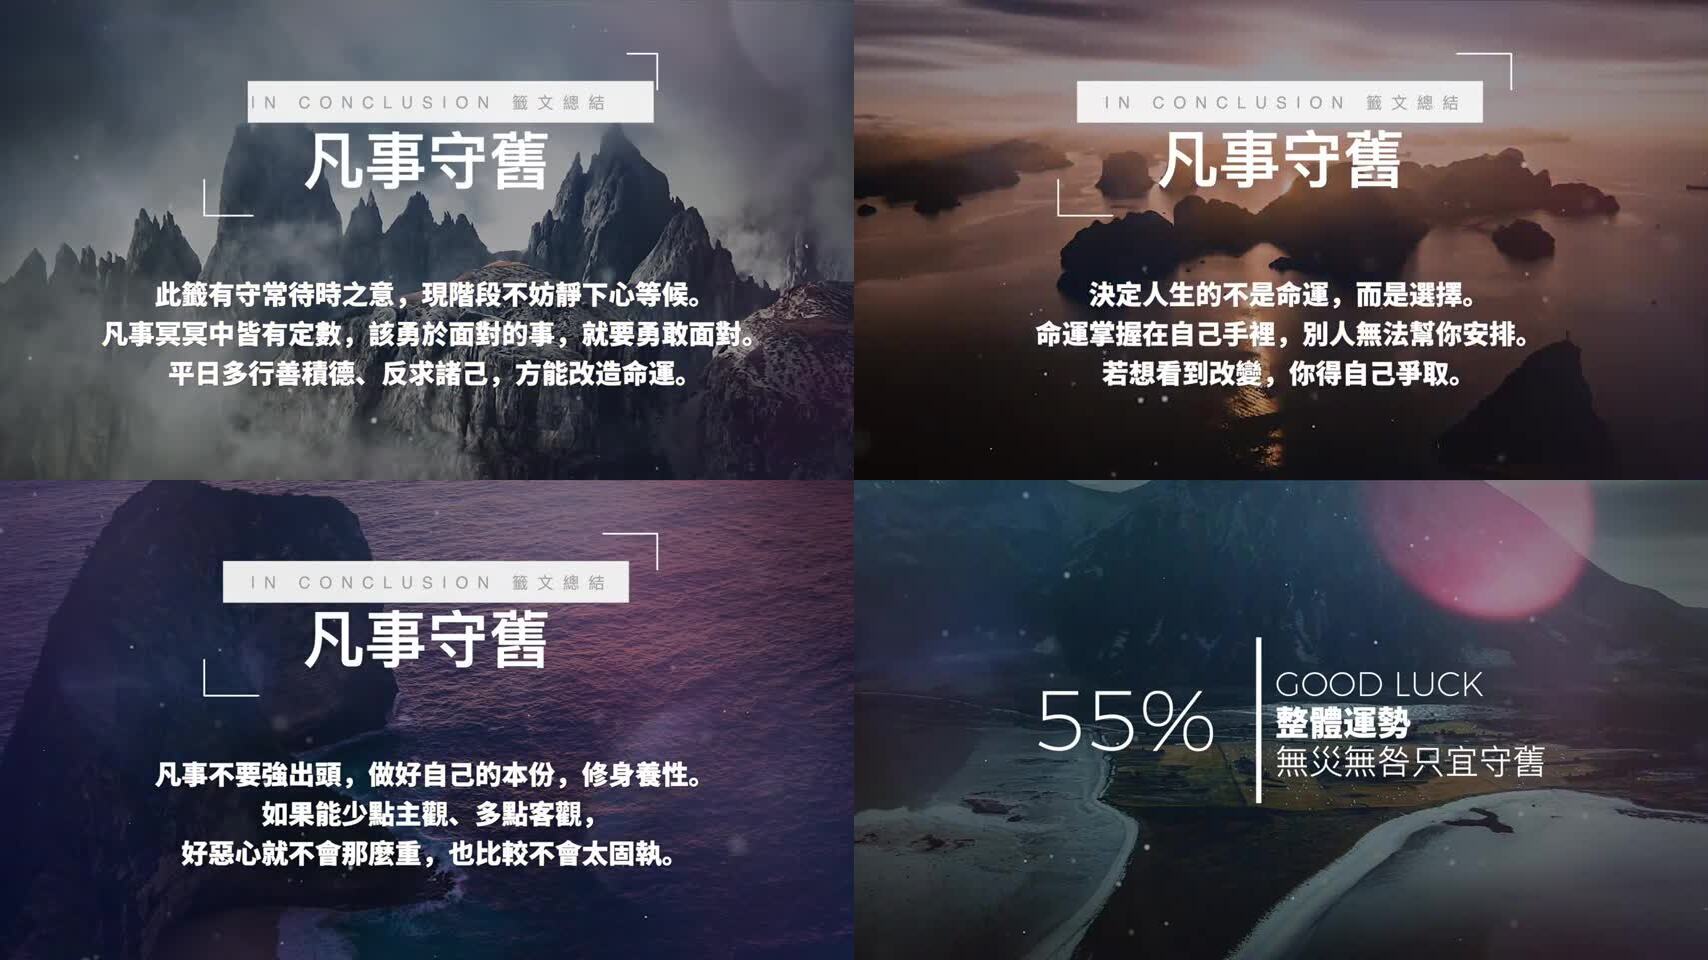 IN CONCLUSION 籤文總結
凡事守舊
此籤有守常待時之意，現階段不妨靜下心等候。
凡事冥冥中皆有定數，該勇於面對的事，就要勇敢面對。
平日多行善積德、反求諸己，方能改造命運。
IN CONCLUSION 籤文總結
凡事守舊
決定人生的不是命運，而是選擇。
命運掌握在自己手裡，別人無法幫你安排。
若想看到改變，你得自己爭取。
IN CONCLUSION 籤文總結
凡事守舊
凡事不要強出頭，做好自己的本份，修身養性。
如果能少點主觀、多點客觀，
好惡心就不會那麼重，也比較不會太固執。
55%
GOOD LUCK
整體運勢
無災無咎只宜守舊